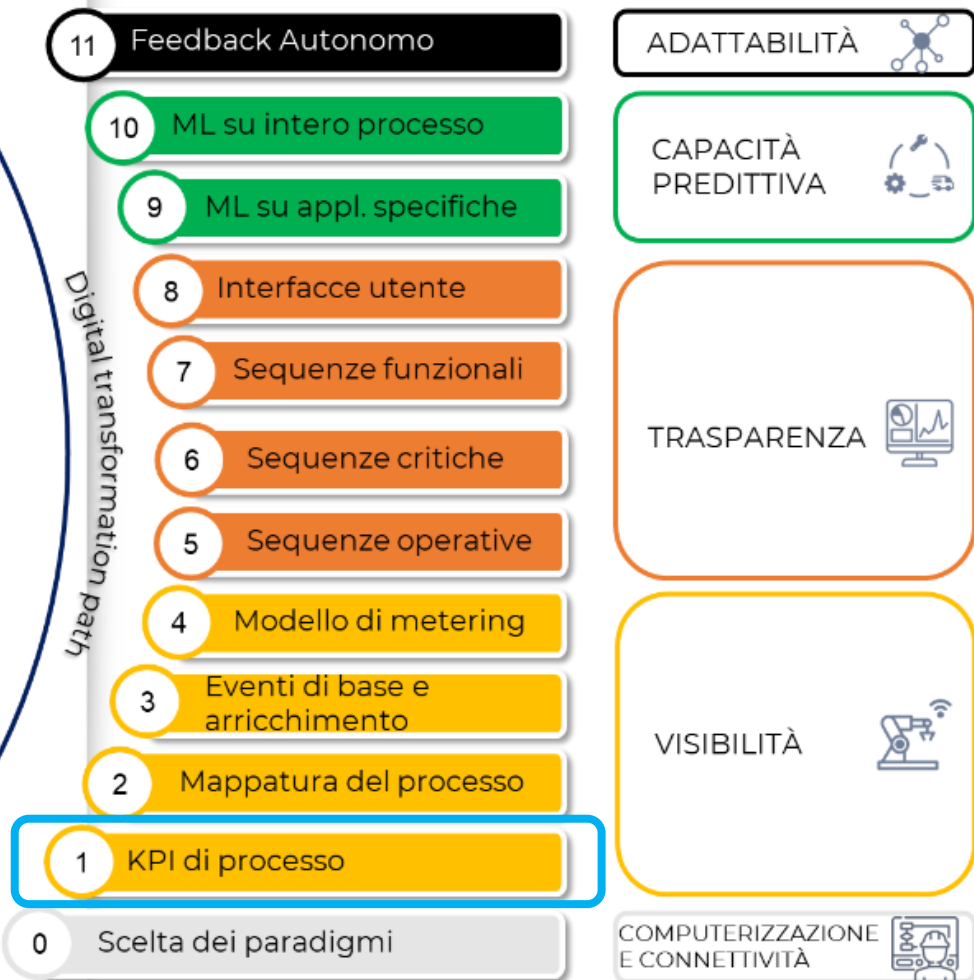 11 Feedback Autonomo
ADATTABILITÀ
10 ML su intero processo
CAPACITÀ
PREDITTIVA
9 ML su appl. specifiche
8 Interfacce utente
7 Sequenze funzionali
6 Sequenze critiche
TRASPARENZA
5 Sequenze operative
4 Modello di metering
3 Eventi di base e
arricchimento
VISIBILITÀ
2 Mappatura del processo
1 KPI di processo
0 Scelta dei paradigmi
COMPUTERIZZAZIONE
E CONNETTIVITÀ
Digital transformation path